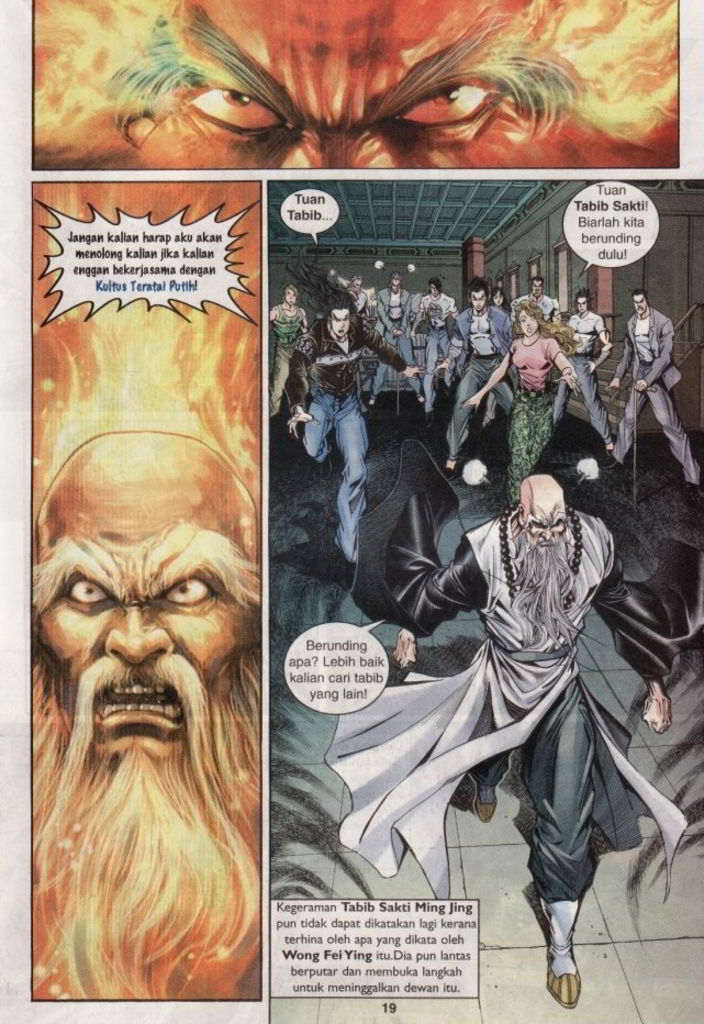 Jangan kalian harap aku akan
menolong kalian jika kalian
enggan bekerjasama dengan
Kultus Teratai Putih!
Tuan
Tabib...
Tuan
Tabib Sakti!
Biarlah kita
berunding
dulu!
Berunding
apa? Lebih baik
kalian cari tabib
yang lain!
Kegeraman Tabib Sakti Ming Jing
pun tidak dapat dikatakan lagi kerana
terhina oleh apa yang dikata oleh
Wong Fei Ying itu.Dia pun lantas
berputar dan membuka langkah
untuk meninggalkan dewan itu.
19